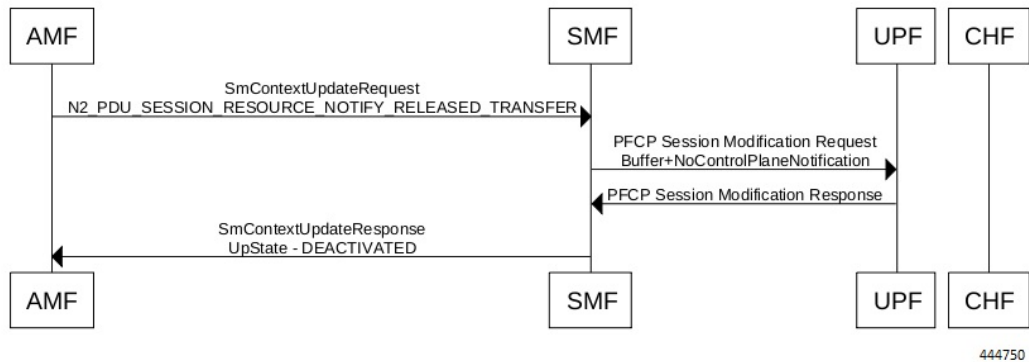 AMF
SMF
UPF
CHF
SmContextUpdateRequest
N2_PDU_SESSION_RESOURCE_NOTIFY_RELEASED_TRANSFER
PFCP Session Modification Request
Buffer+NoControlPlaneNotification
PFCP Session Modification Response
SmContextUpdateResponse
UpState - DEACTIVATED
AMF
SMF
UPF
CHF
444750